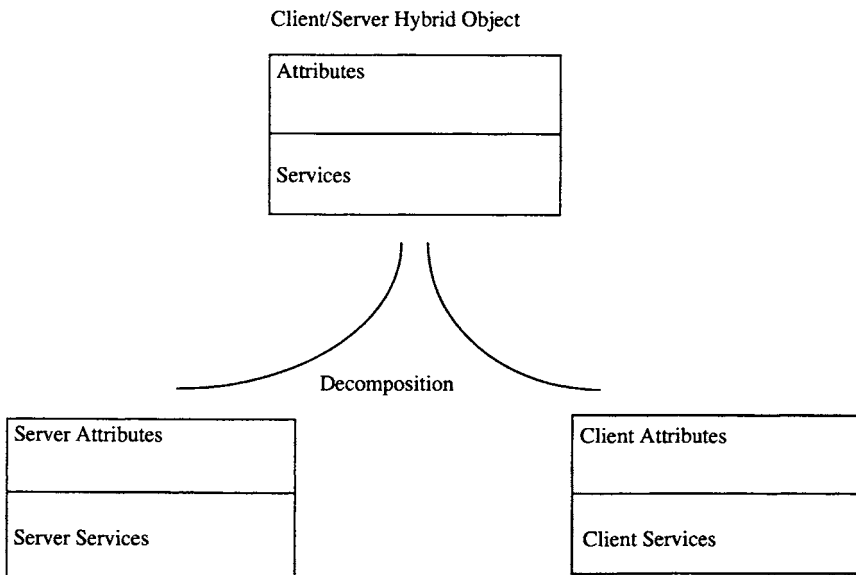 Client/Server Hybrid Object
Attributes
Services
Decomposition
Server Attributes
Client Attributes
Server Services
Client Services